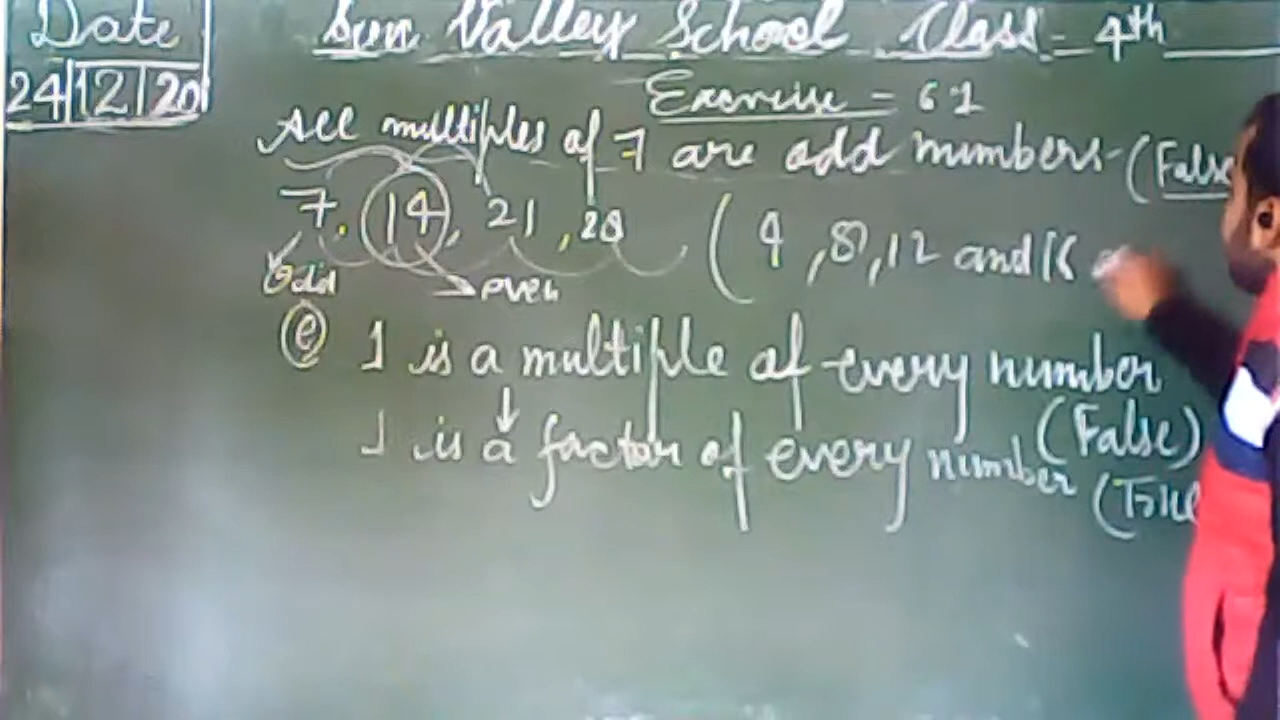 Date
24|12|20
Sun Valley School Class - 4th
Exercise - 6.1
All multiples of 7 are odd numbers - (False
7, 14, 21, 28 ( 4, 8, 12 and 16
odd even
(e) 1 is a multiple of every number
(False)
1 is a factor of every number (True